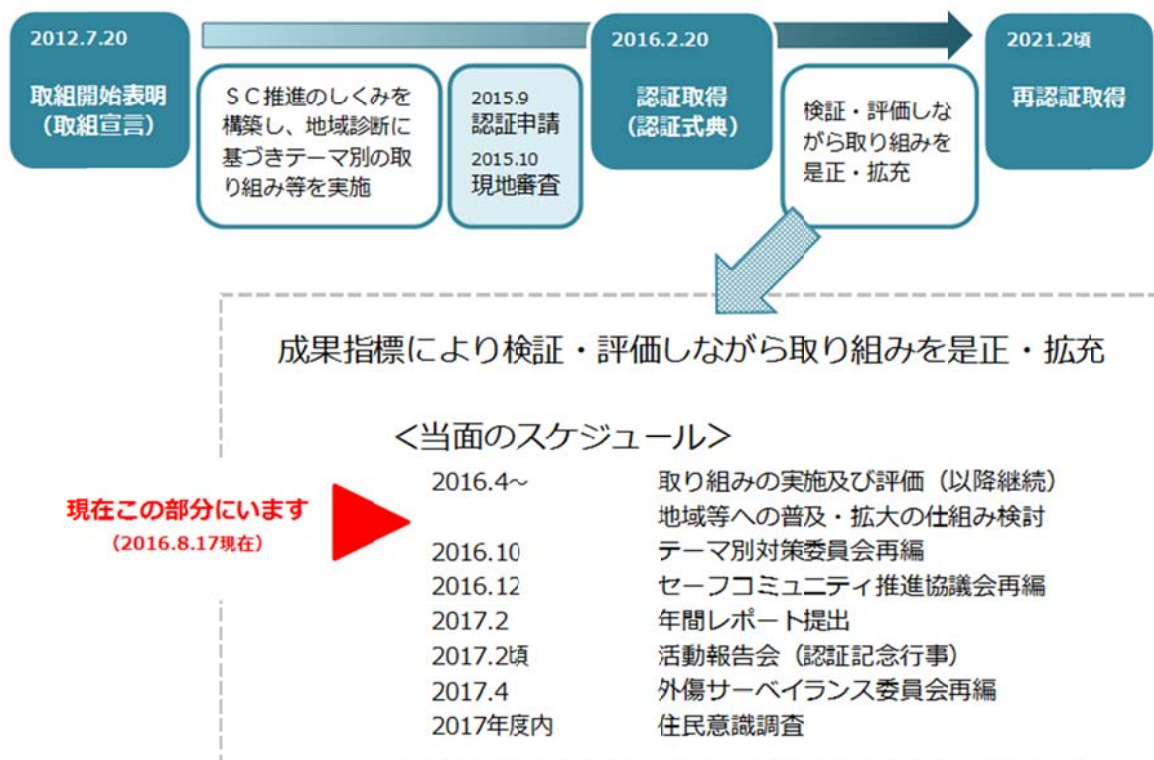 2012.7.20
取組開始表明
（取組宣言）
ＳＣ推進のしくみを
構築し、地域診断に
基づきテーマ別の取
り組み等を実施
2015.9
認証申請
2015.10
現地審査
2016.2.20
認証取得
（認証式典）
検証・評価しな
がら取り組みを
是正・拡充
2021.2頃
再認証取得
成果指標により検証・評価しながら取り組みを是正・拡充
＜当面のスケジュール＞
2016.4～ 取り組みの実施及び評価（以降継続）
地域等への普及・拡大の仕組み検討
現在この部分にいます
（2016.8.17現在）
2016.10 テーマ別対策委員会再編
2016.12 セーフコミュニティ推進協議会再編
2017.2 年間レポート提出
2017.2頃 活動報告会（認証記念行事）
2017.4 外傷サーベイランス委員会再編
2017年度内 住民意識調査